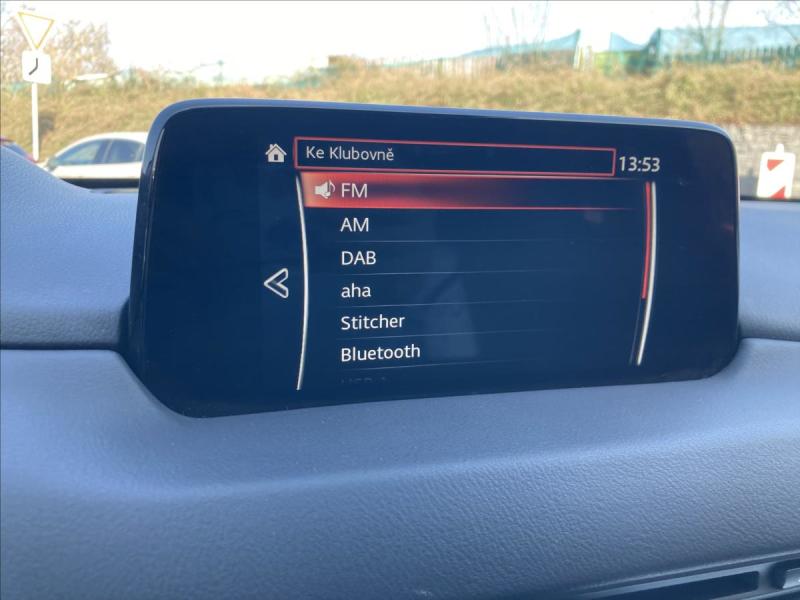 Ke Klubovně
13:53
FM
AM
DAB
aha
Stitcher
Bluetooth